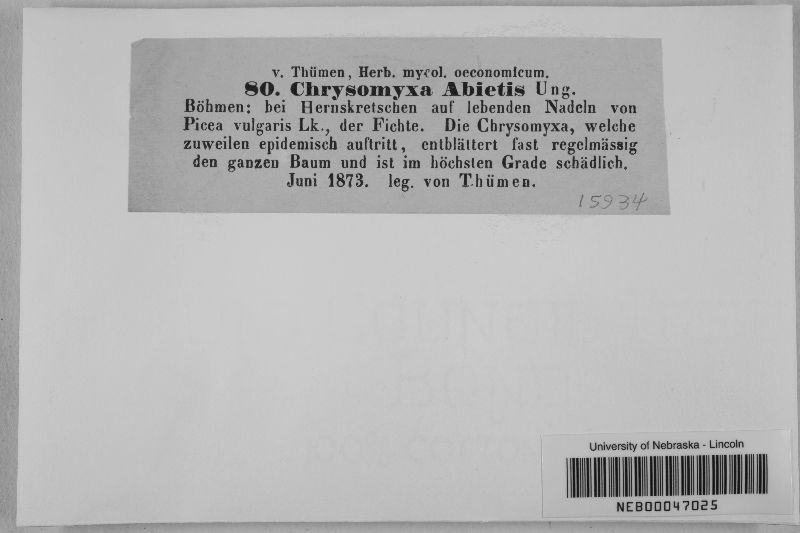 v. Thümen, Herb. mycol. oeconomicum.
80. Chrysomyxa Abietis Ung.
Böhmen: bei Hernskretschen auf lebenden Nadeln von
Picea vulgaris Lk., der Fichte. Die Chrysomyxa, welche
zuweilen epidemisch auftritt, entblättert fast regelmässig
den ganzen Baum und ist im höchsten Grade schädlich.
Juni 1873. leg. von Thümen.
15934
University of Nebraska - Lincoln
NEB00047025